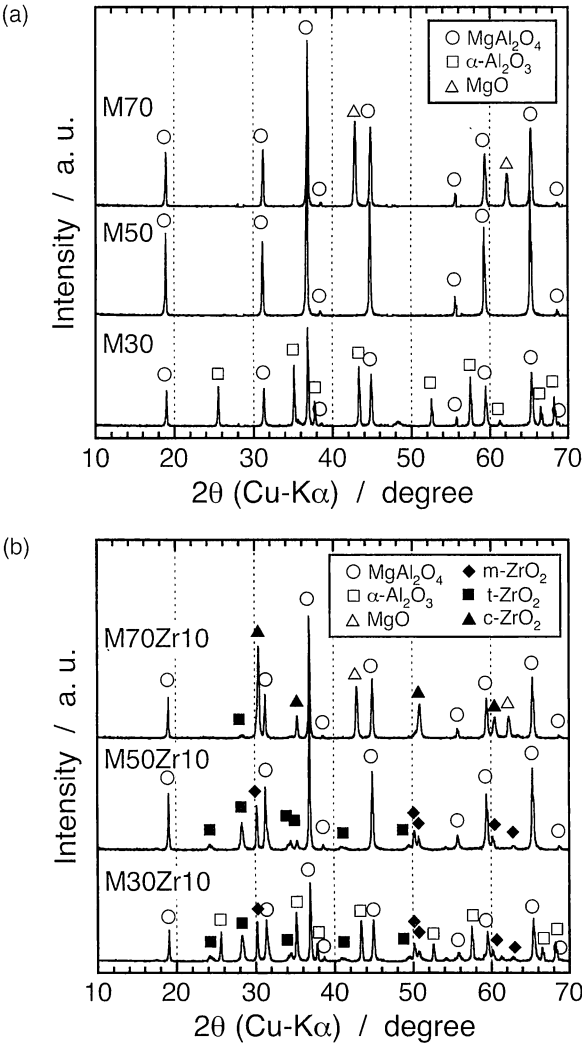 (a)
○ MgAl₂O₄
□ α-Al₂O₃
△ MgO
M70
M50
M30
Intensity / a. u.
10 20 30 40 50 60 70
2θ (Cu-Kα) / degree
(b)
○ MgAl₂O₄ ◆ m-ZrO₂
□ α-Al₂O₃ ■ t-ZrO₂
△ MgO ▲ c-ZrO₂
M70Zr10
M50Zr10
M30Zr10
Intensity / a. u.
10 20 30 40 50 60 70
2θ (Cu-Kα) / degree